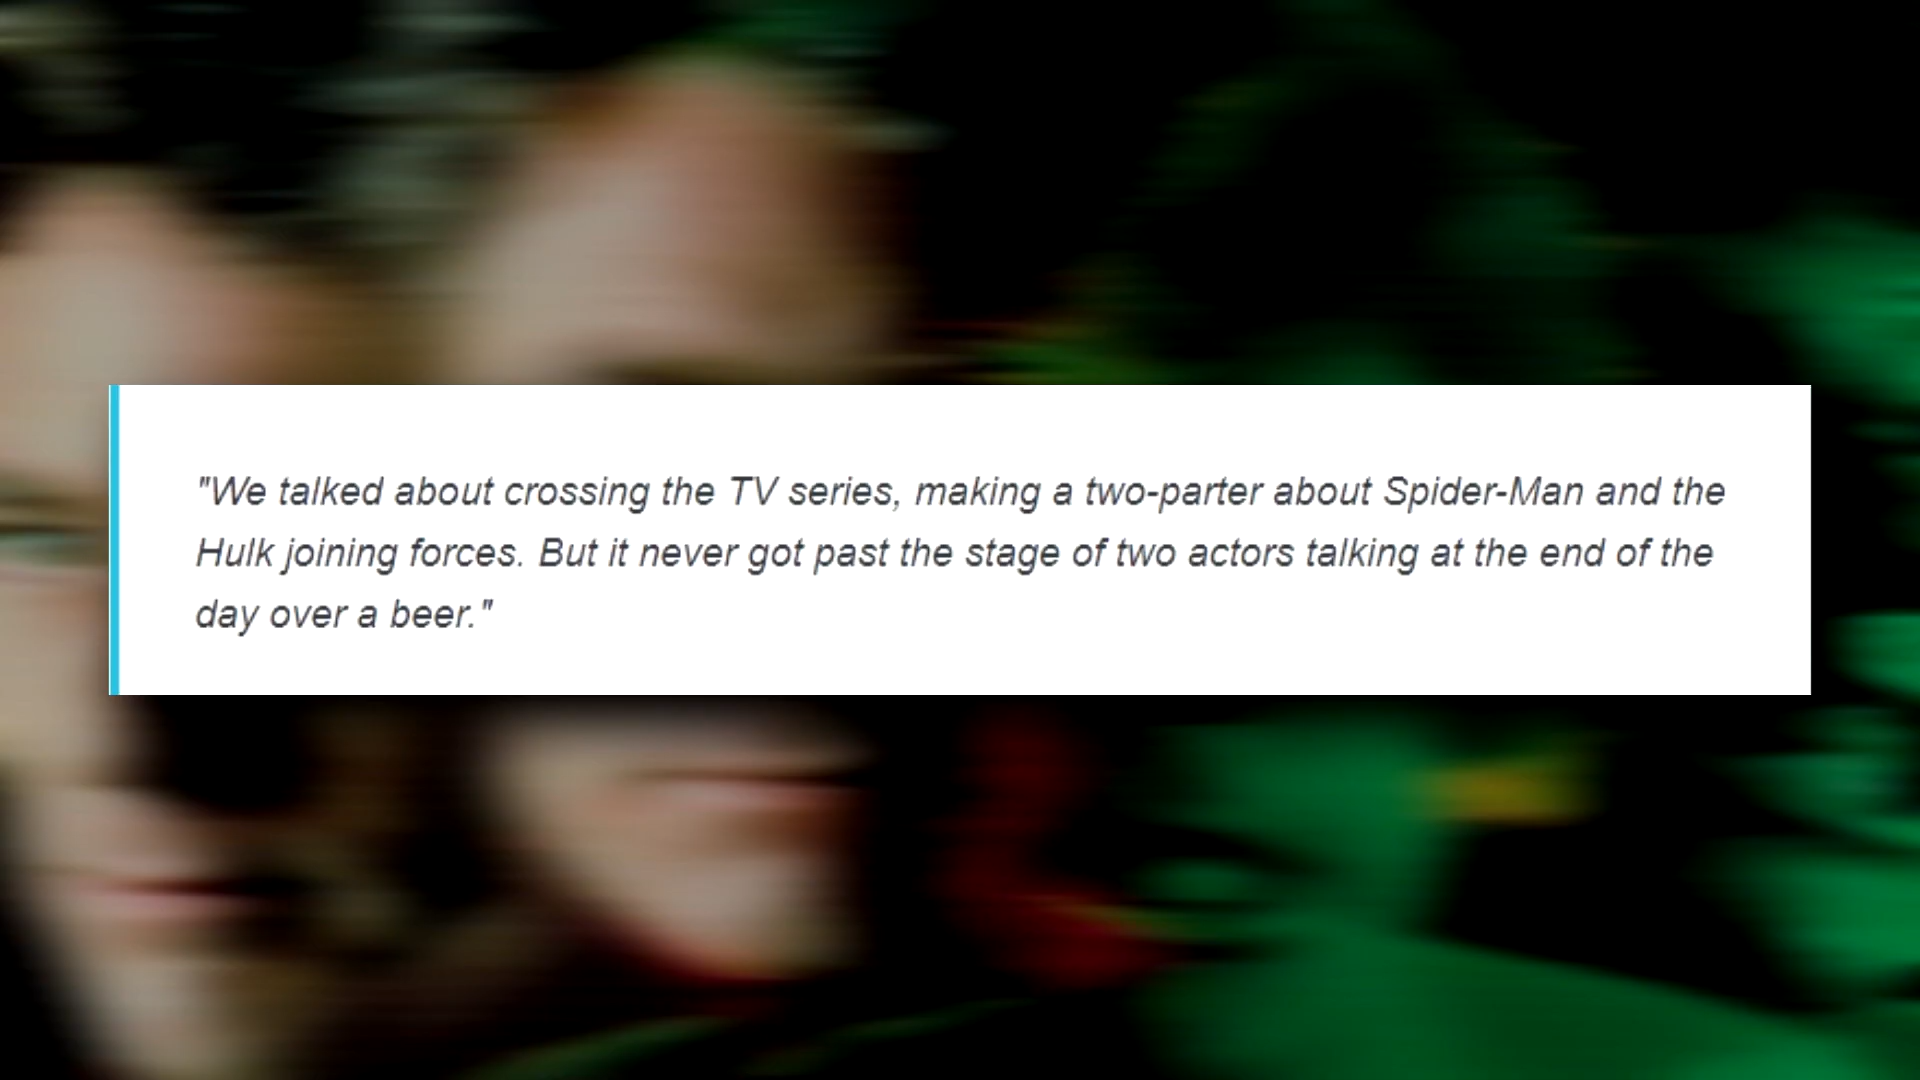 "We talked about crossing the TV series, making a two-parter about Spider-Man and the
Hulk joining forces. But it never got past the stage of two actors talking at the end of the
day over a beer."